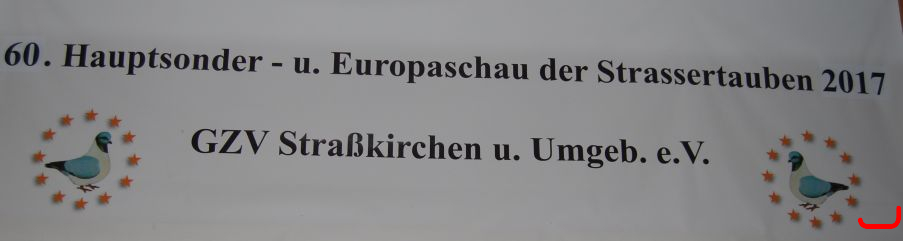 60. Hauptsonder - u. Europaschau der Strassertauben 2017
GZV Straßkirchen u. Umgeb. e.V.